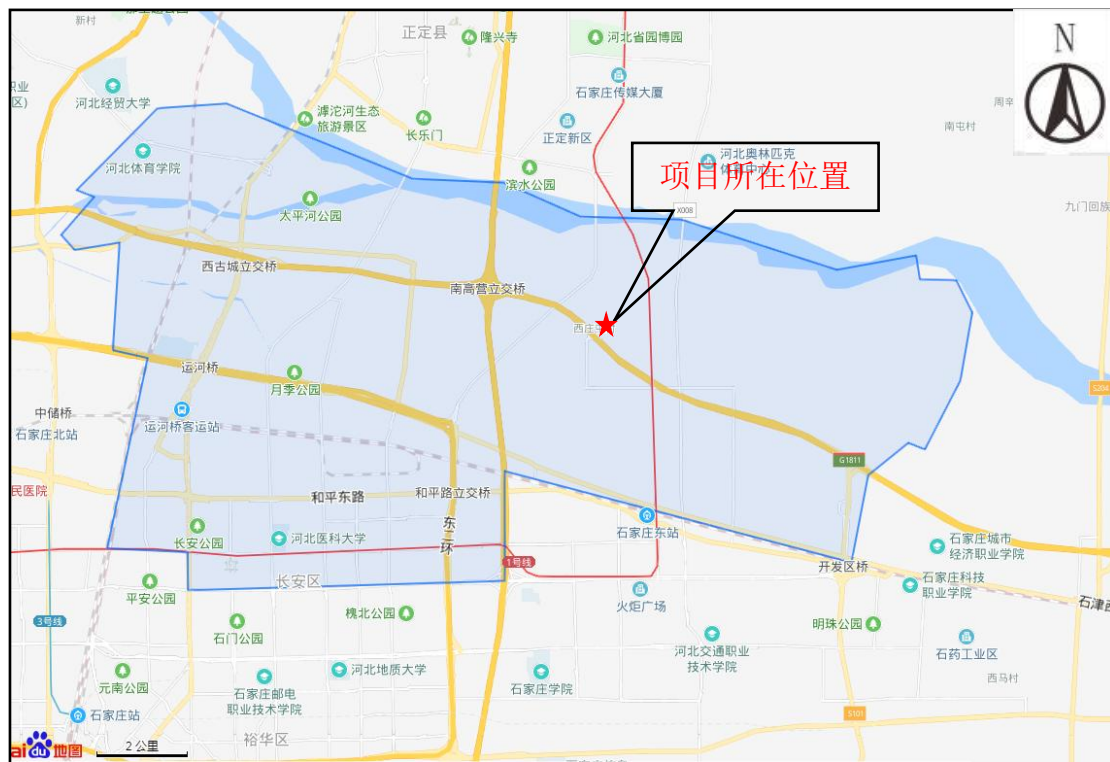 新村
正定县
隆兴寺
河北省园博园
N
河北经贸大学
石家庄传媒大厦
滹沱河生态
旅游景区
长乐门
正定新区
南屯村
河北体育学院
滨水公园
河北奥林匹克
项目所在位置
太平河公园
X008
九门回族
西古城立交桥
南高营立交桥
运河桥
月季公园
S204
中储桥
运河桥客运站
石家庄北站
G1811
民医院
和平东路
和平路立交桥
长安公园
河北医科大学
东二环
石家庄东站
石家庄城市
经济职业学院
1号线
开发区桥
长安区
石家庄科技
职业学院
平安公园
火炬广场
石津西
3号线
槐北公园
明珠公园
石门公园
河北交通职业
技术学院
石药工业区
河北地质大学
元南公园
石家庄邮电
职业技术学院
石家庄学院
西马村
石家庄站
S101
裕华区
2 公里
ai du 地图